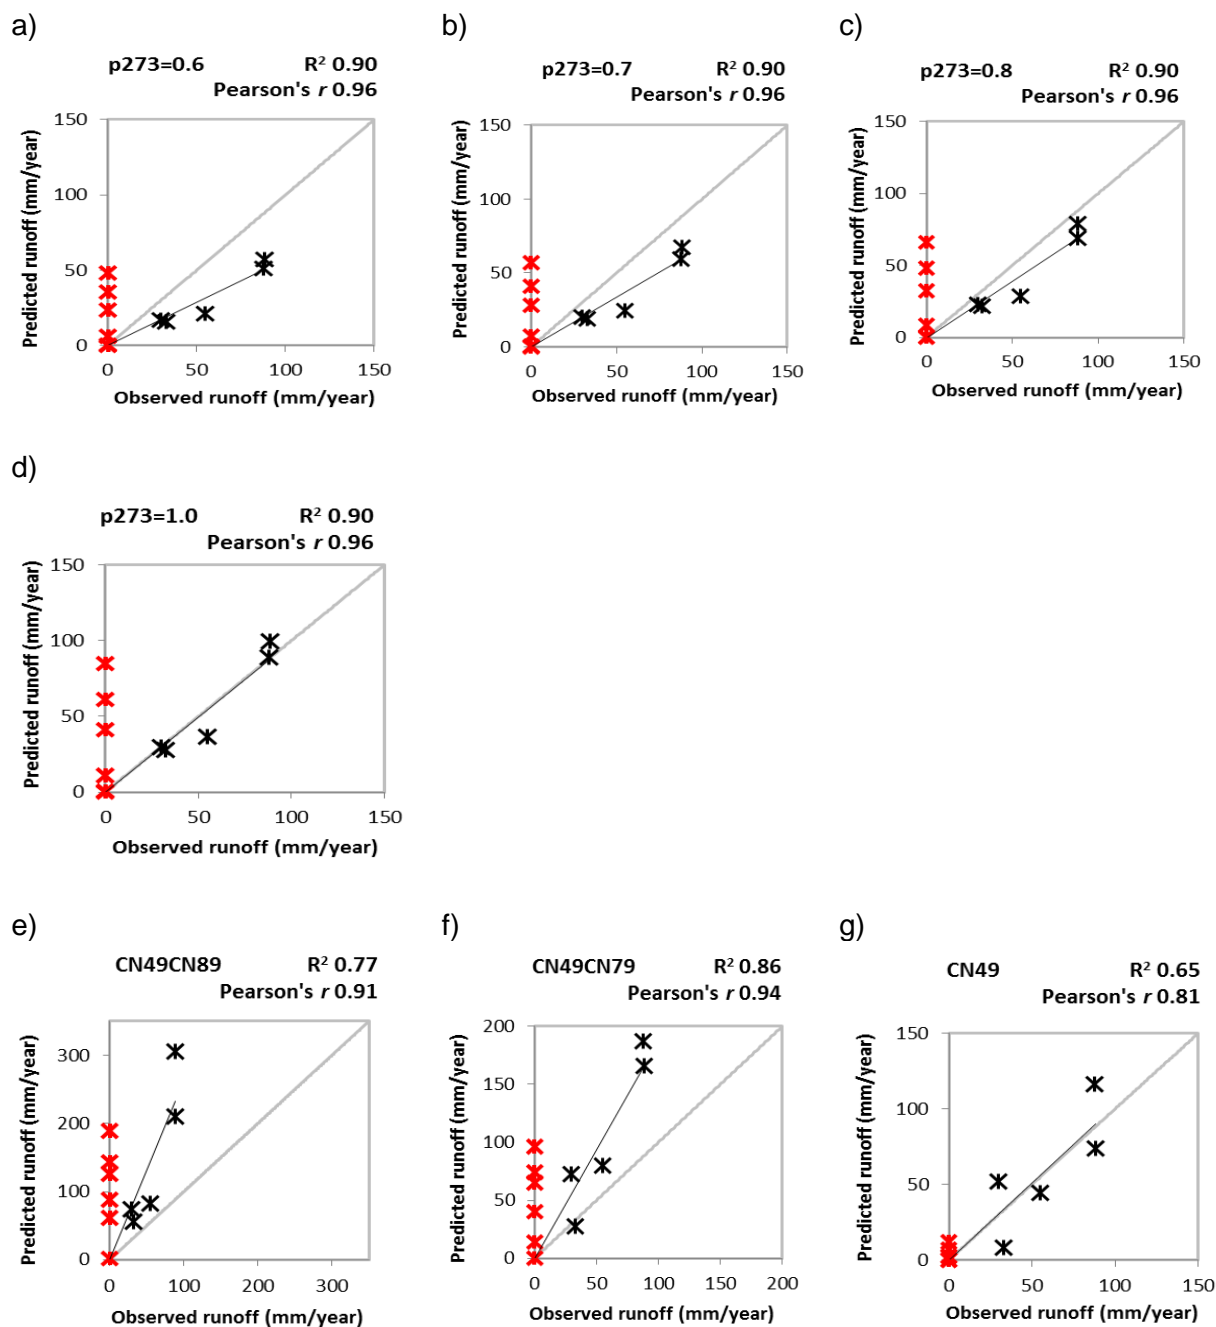 a)
p273=0.6 R² 0.90
Pearson's r 0.96
150
100
50
0
0 50 100 150
Predicted runoff (mm/year)
Observed runoff (mm/year)
b)
p273=0.7 R² 0.90
Pearson's r 0.96
150
100
50
0
0 50 100 150
Predicted runoff (mm/year)
Observed runoff (mm/year)
c)
p273=0.8 R² 0.90
Pearson's r 0.96
150
100
50
0
0 50 100 150
Predicted runoff (mm/year)
Observed runoff (mm/year)
d)
p273=1.0 R² 0.90
Pearson's r 0.96
150
100
50
0
0 50 100 150
Predicted runoff (mm/year)
Observed runoff (mm/year)
e)
CN49CN89 R² 0.77
Pearson's r 0.91
300
200
100
0
0 100 200 300
Predicted runoff (mm/year)
Observed runoff (mm/year)
f)
CN49CN79 R² 0.86
Pearson's r 0.94
200
150
100
50
0
0 50 100 150 200
Predicted runoff (mm/year)
Observed runoff (mm/year)
g)
CN49 R² 0.65
Pearson's r 0.81
150
100
50
0
0 50 100 150
Predicted runoff (mm/year)
Observed runoff (mm/year)